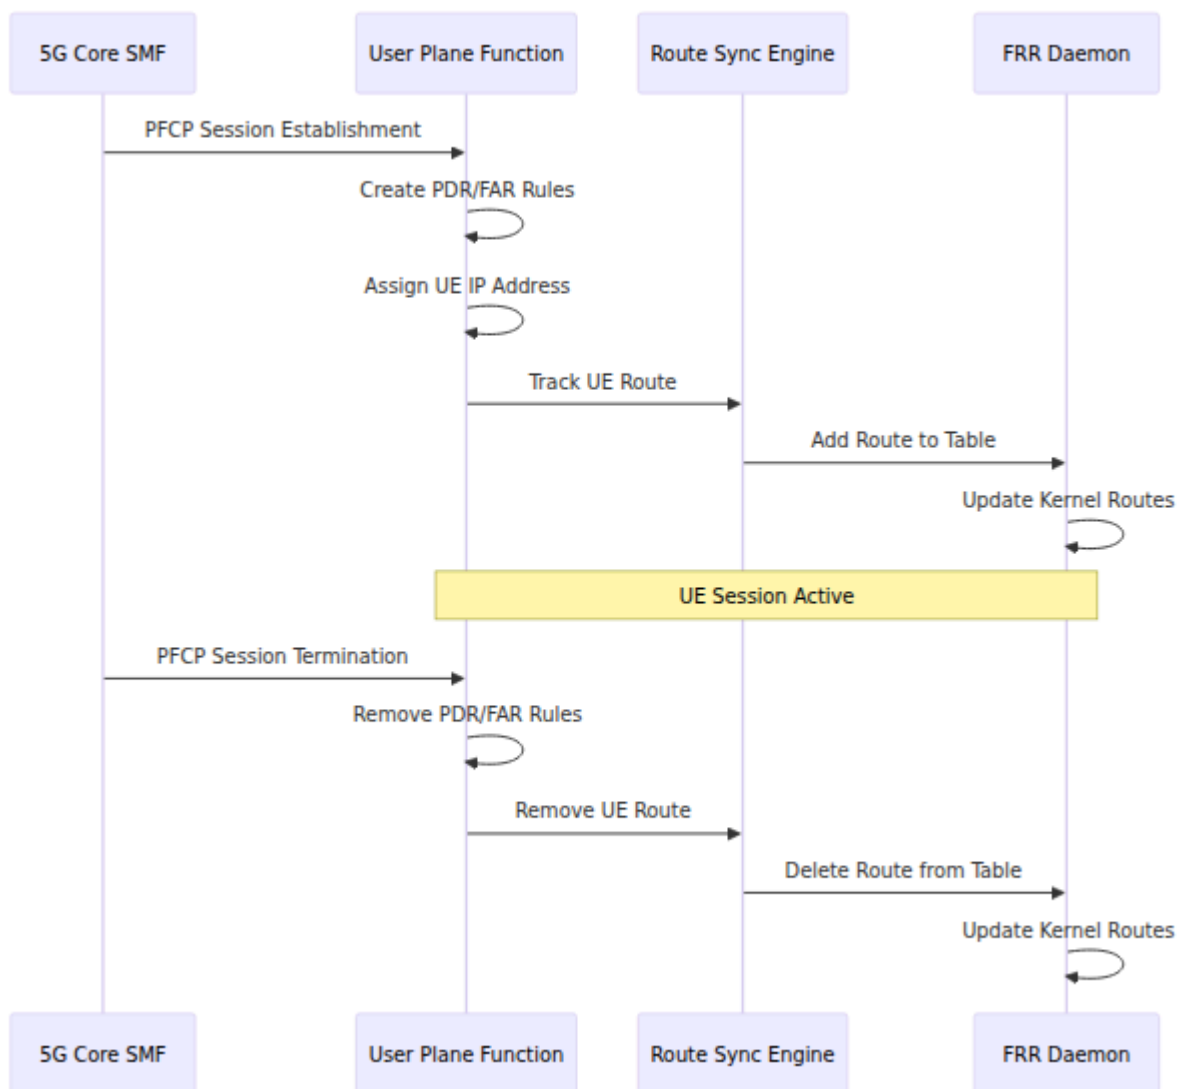 5G Core SMF
User Plane Function
Route Sync Engine
FRR Daemon
PFCP Session Establishment
Create PDR/FAR Rules
Assign UE IP Address
Track UE Route
Add Route to Table
Update Kernel Routes
UE Session Active
PFCP Session Termination
Remove PDR/FAR Rules
Remove UE Route
Delete Route from Table
Update Kernel Routes
5G Core SMF
User Plane Function
Route Sync Engine
FRR Daemon